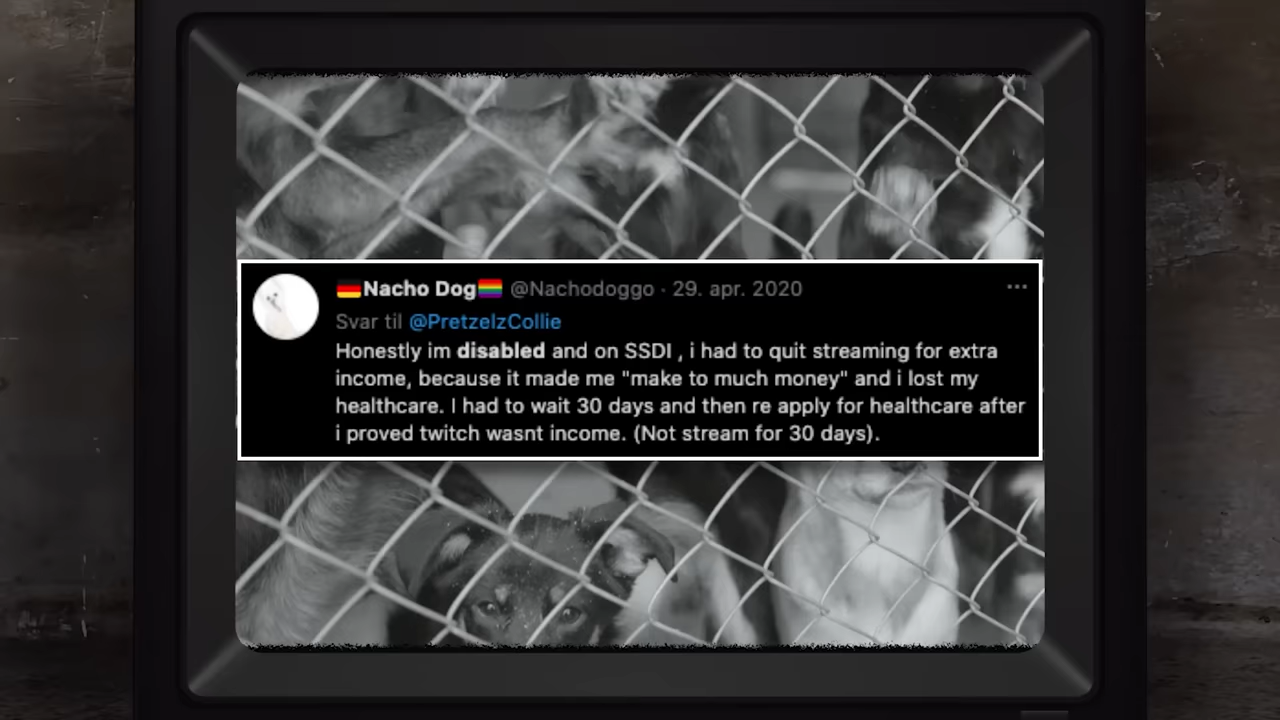 🇩🇪Nacho Dog🏳️‍🌈 @Nachodoggo · 29. apr. 2020
Svar til @PretzelzCollie
Honestly im disabled and on SSDI , i had to quit streaming for extra
income, because it made me "make to much money" and i lost my
healthcare. I had to wait 30 days and then re apply for healthcare after
i proved twitch wasnt income. (Not stream for 30 days).